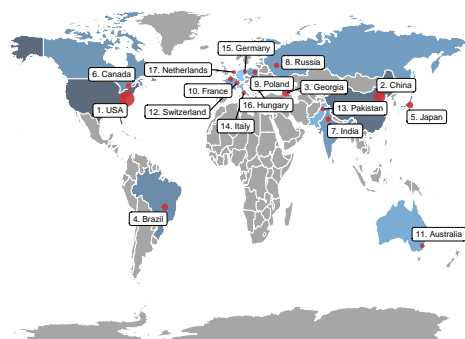 15. Germany
8. Russia
6. Canada
17. Netherlands
9. Poland
2. China
10. France
3. Georgia
1. USA
16. Hungary
13. Pakistan
12. Switzerland
5. Japan
14. Italy
7. India
4. Brazil
11. Australia